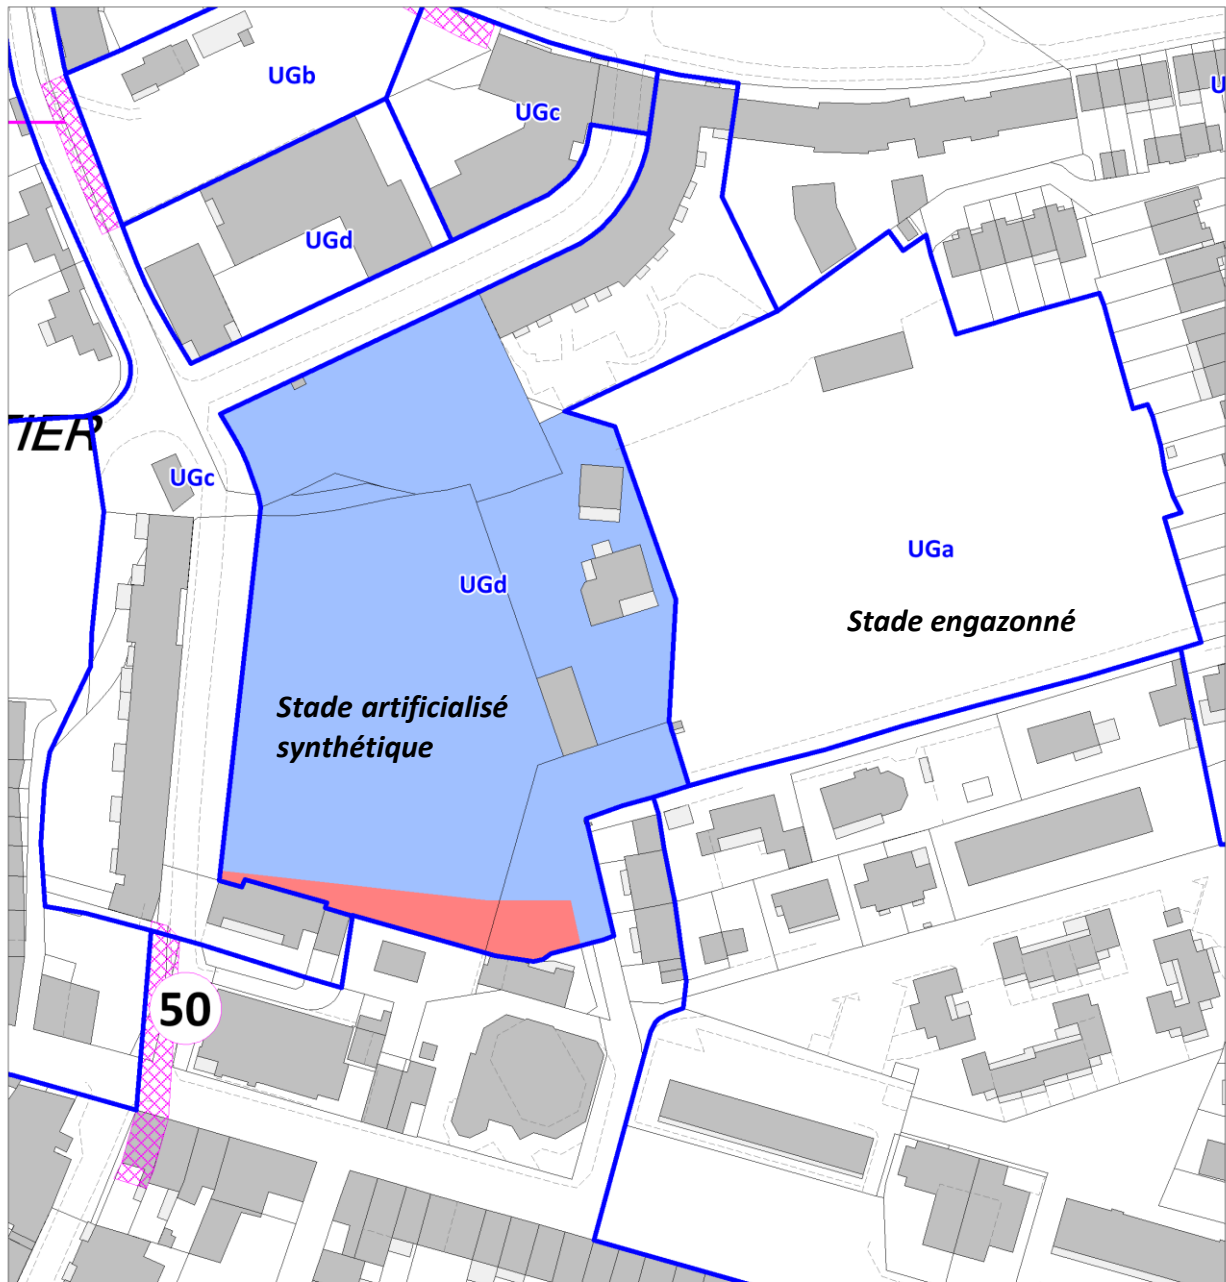 UGb
UGc
U
UGd
TIER
UGc
UGa
UGd
Stade engazonné
Stade artificialisé
synthétique
50